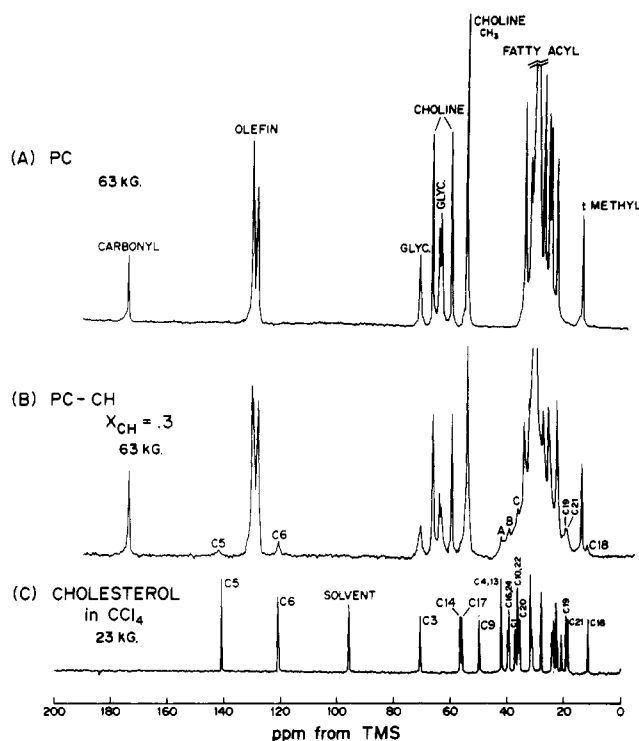 CHOLINE
CH₃
FATTY ACYL
CHOLINE
OLEFIN
(A) PC
63 KG.
GLYC.
t METHYL
CARBONYL
GLYC.
(B) PC-CH
X_CH = .3
63 KG.
C
B
A
C19
C21
C5
C6
C18
(C) CHOLESTEROL
in CCl₄
23 KG.
C5
C6
SOLVENT
C3
C14
C17
C9
C4,13
C16,24
C1
C10,22
C20
C19
C21
C18
200 180 160 140 120 100 80 60 40 20 0
ppm from TMS